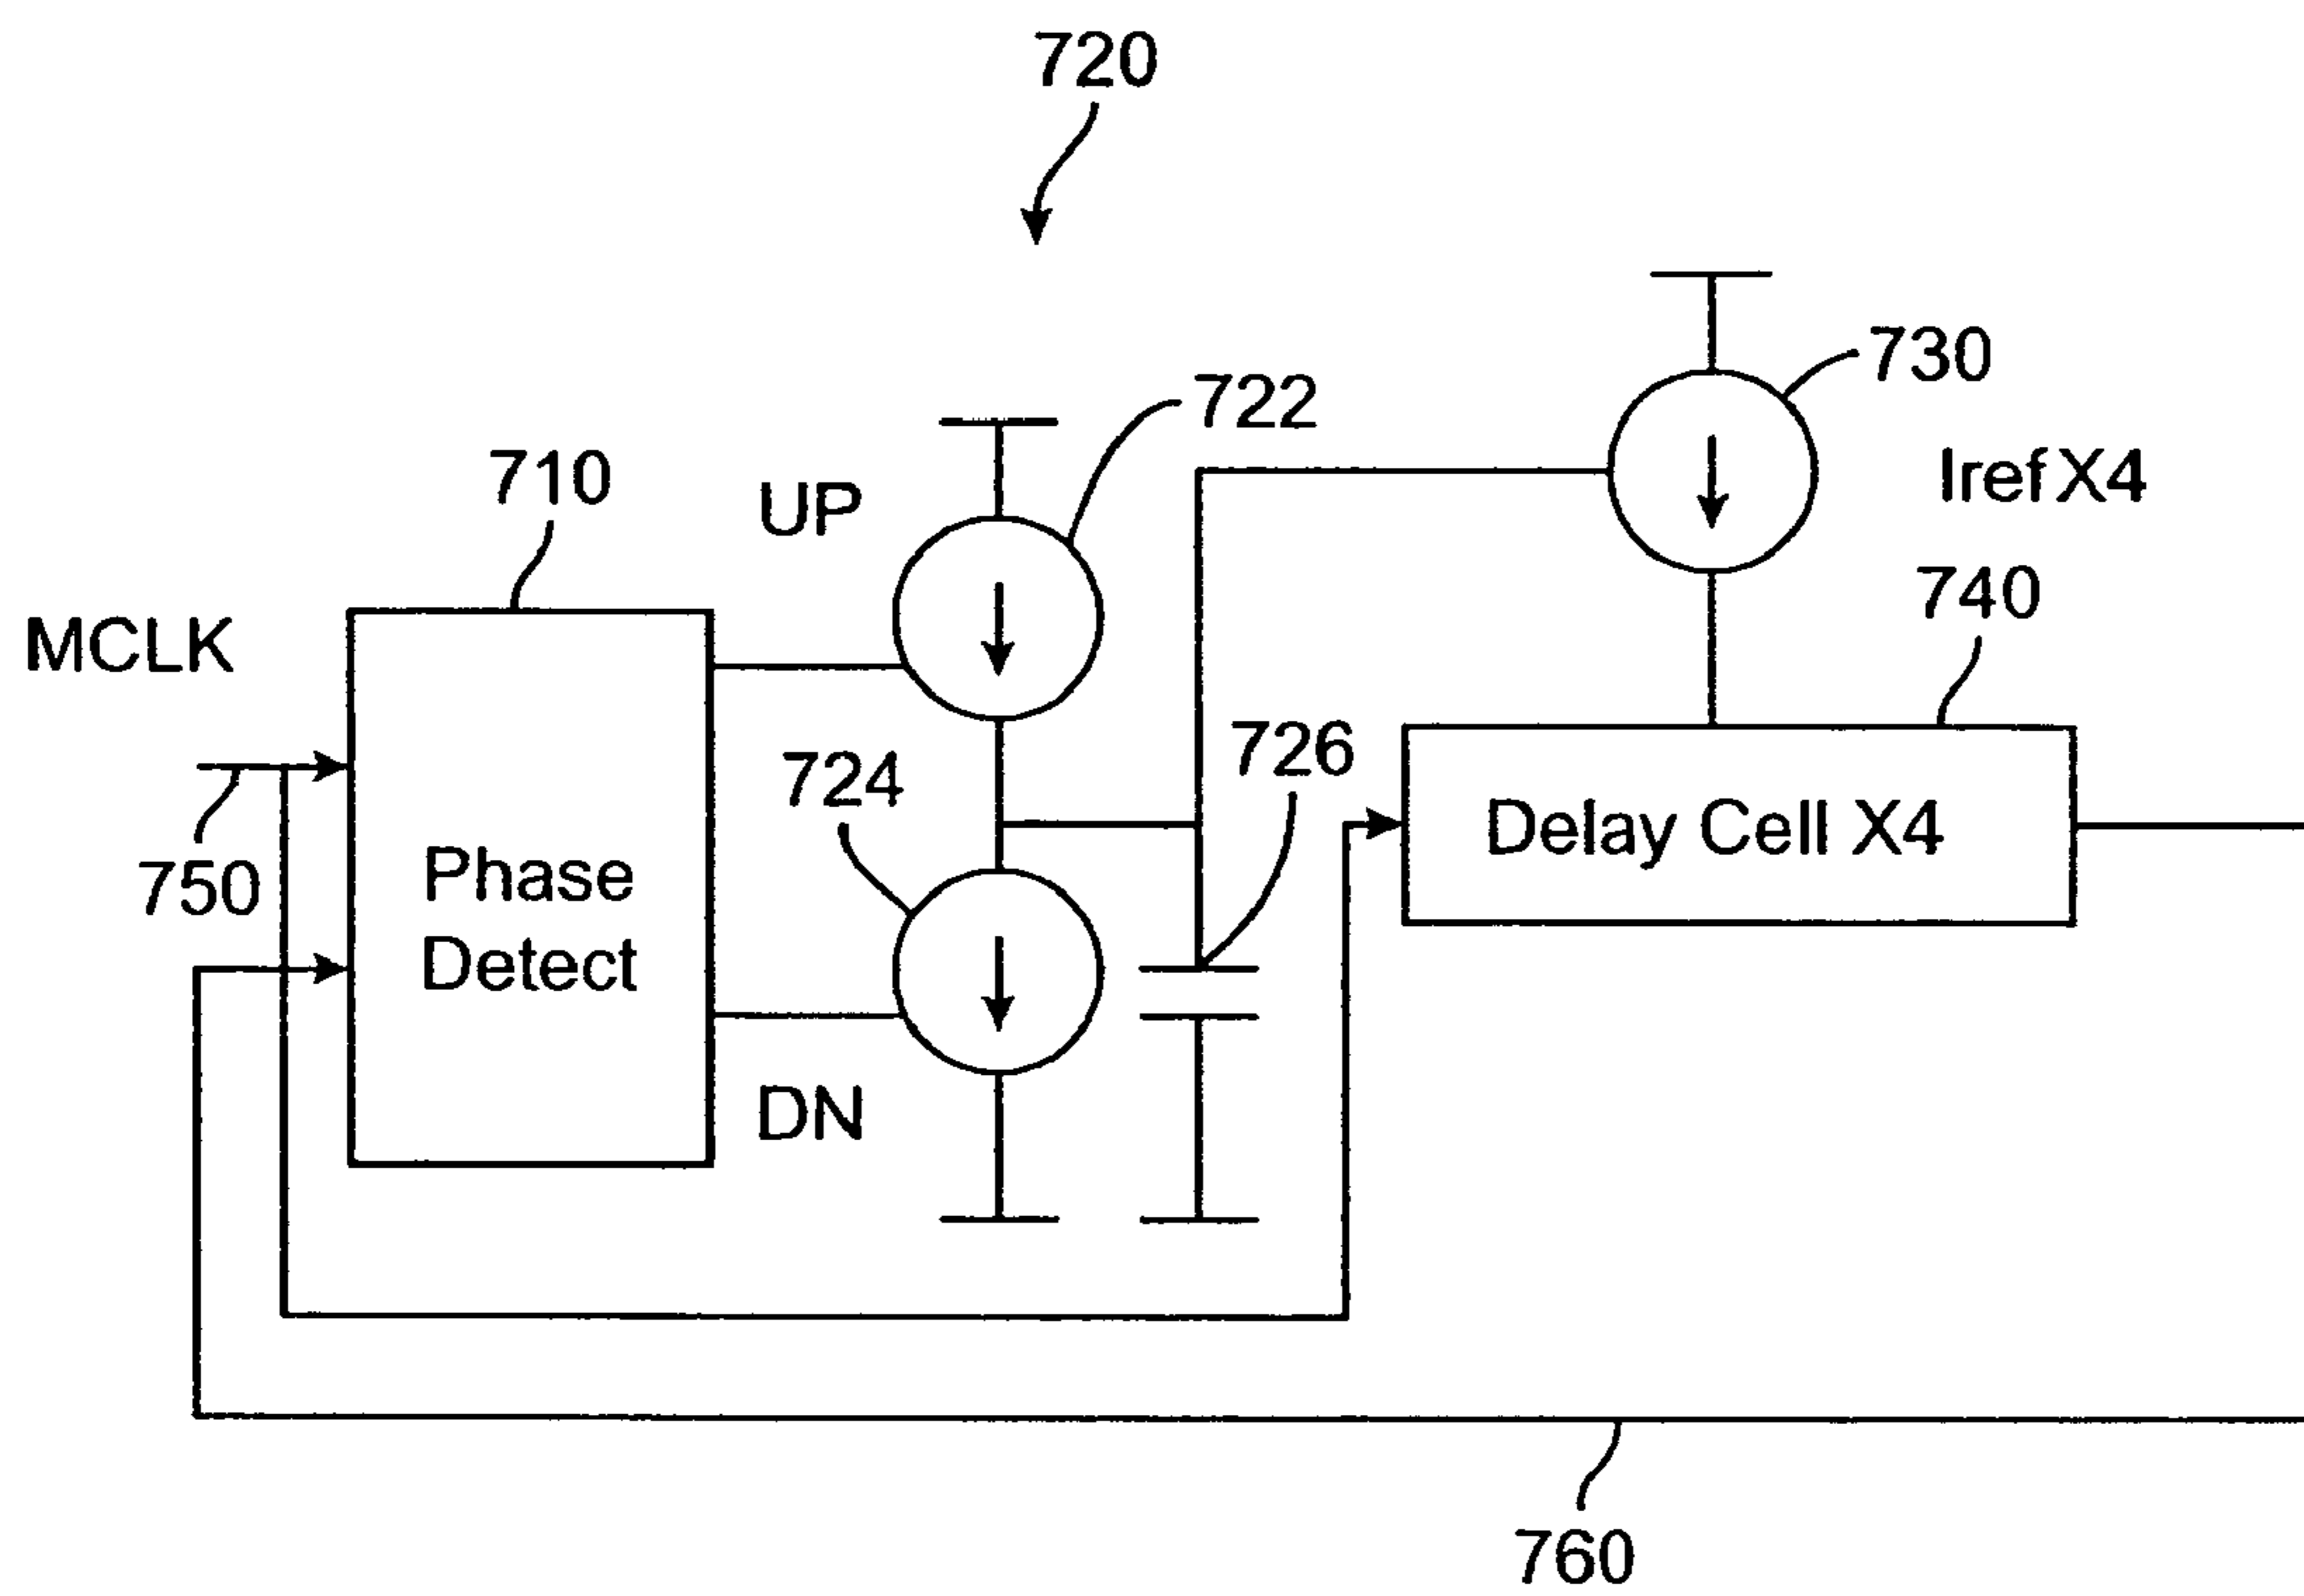 720
730
722
710
UP
Iref X4
740
MCLK
726
724
Delay Cell X4
750
Phase
Detect
DN
760